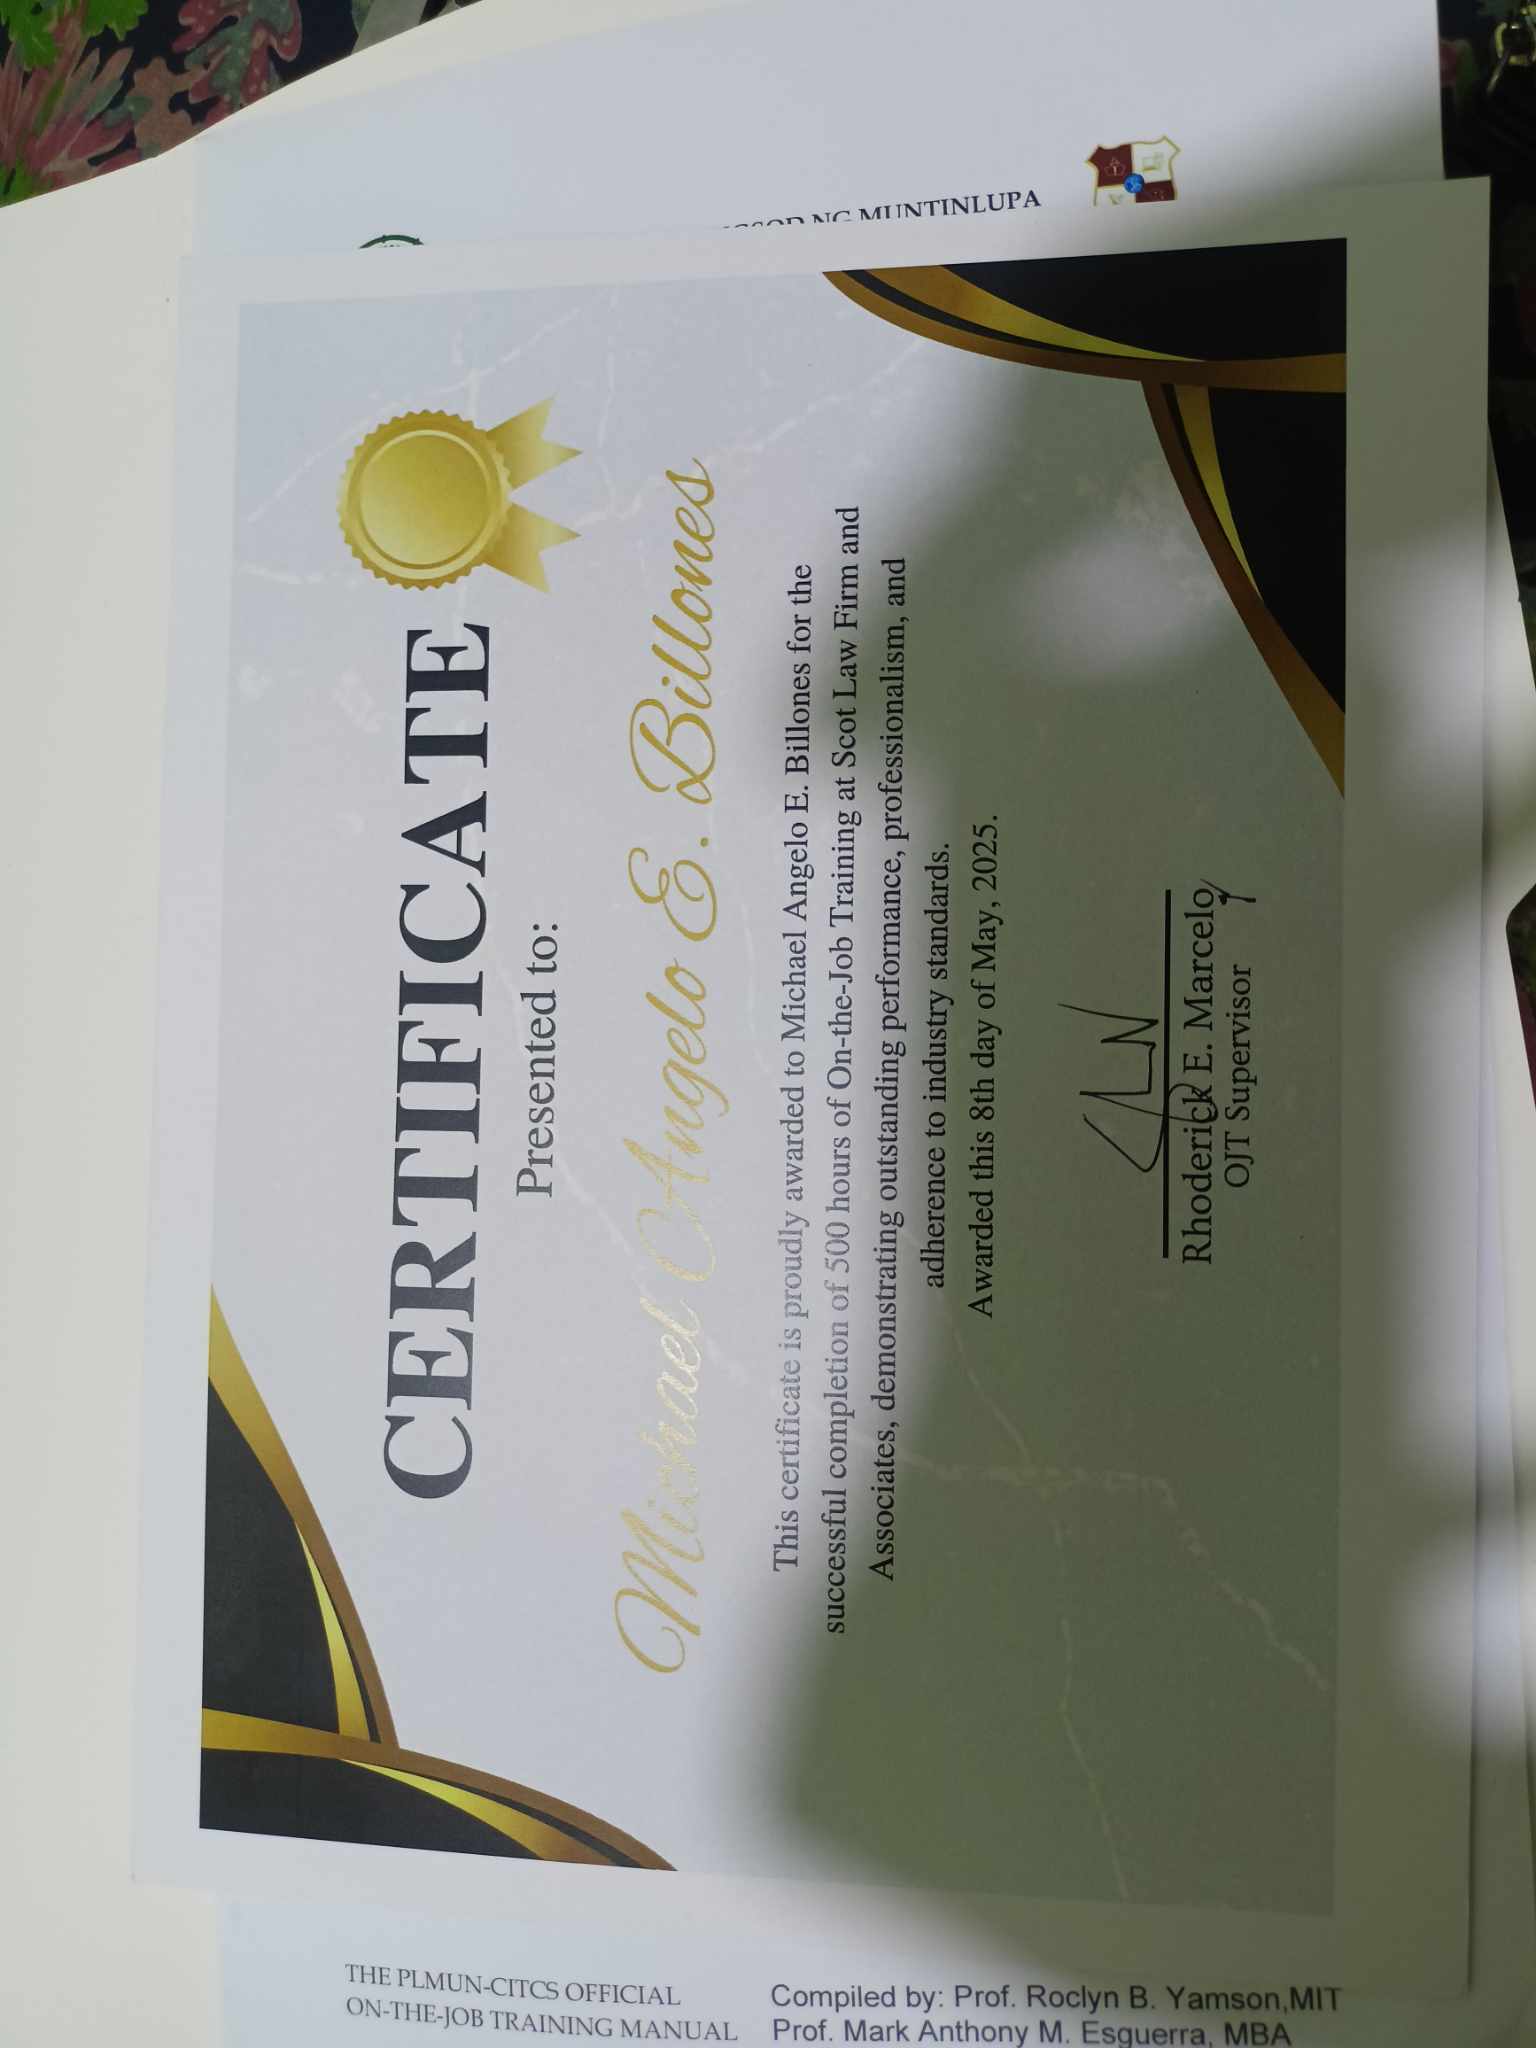 NG MUNTINLUPA
CERTIFICATE
Presented to:
Michael Angelo E. Billones
This certificate is proudly awarded to Michael Angelo E. Billones for the
successful completion of 500 hours of On-the-Job Training at Scot Law Firm and
Associates, demonstrating outstanding performance, professionalism, and
adherence to industry standards.
Awarded this 8th day of May, 2025.
Rhoderick E. Marcelo
OJT Supervisor
THE PLMUN-CITCS OFFICIAL
ON-THE-JOB TRAINING MANUAL
Compiled by: Prof. Roclyn B. Yamson,MIT
Prof. Mark Anthony M. Esguerra, MBA